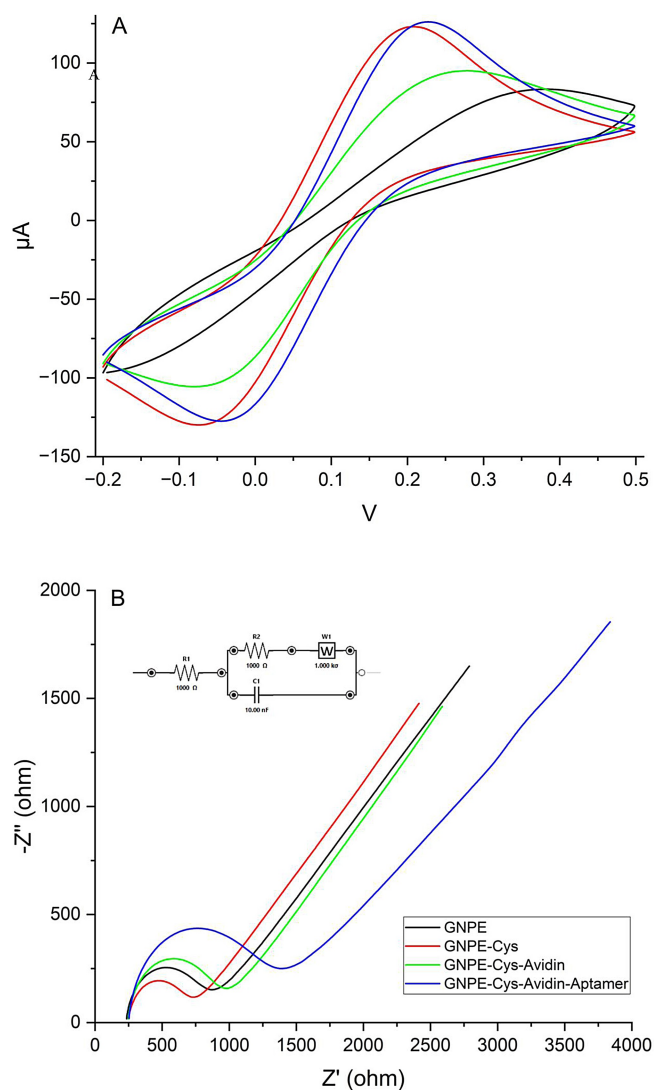 A
100
A
50
0
−50
−100
−150
μA
−0.2 −0.1 0.0 0.1 0.2 0.3 0.4 0.5
V
2000
B
R1
1000 Ω
R2
1000 Ω
W1
W
1.000 kσ
C1
10.00 nF
1500
1000
500
0
-Z'' (ohm)
GNPE
GNPE-Cys
GNPE-Cys-Avidin
GNPE-Cys-Avidin-Aptamer
0 500 1000 1500 2000 2500 3000 3500 4000
Z' (ohm)